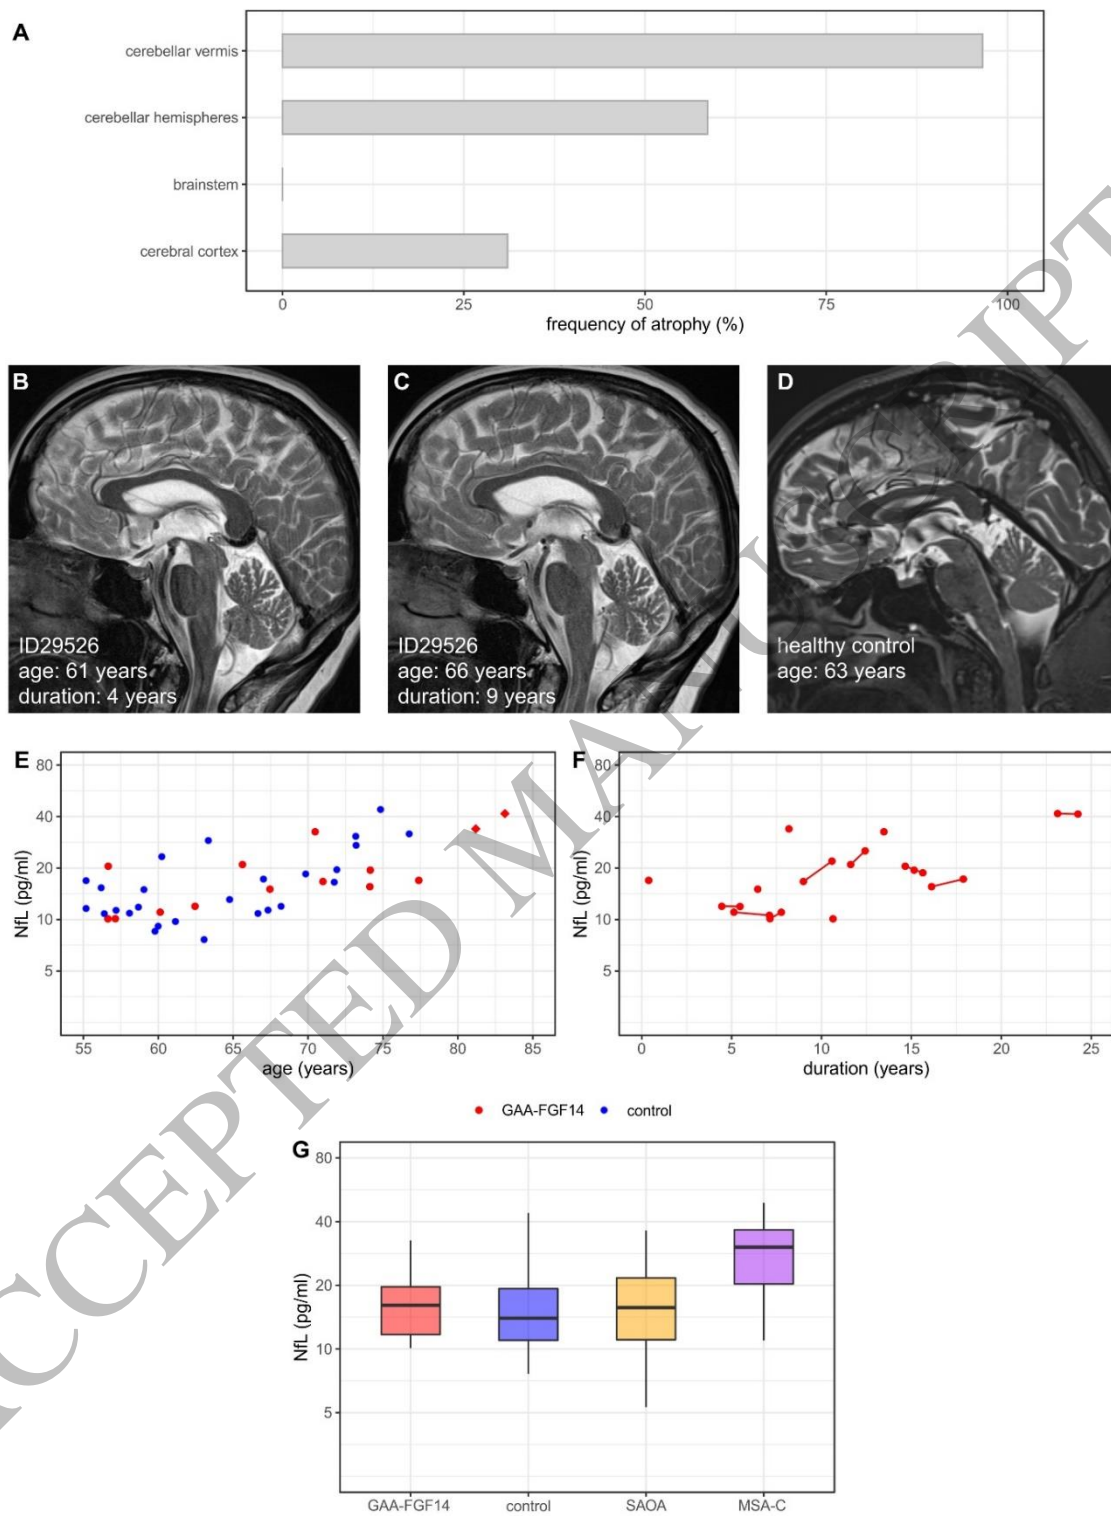 A
cerebellar vermis
cerebellar hemispheres
brainstem
cerebral cortex
0 25 50 75 100
frequency of atrophy (%)
B
ID29526
age: 61 years
duration: 4 years
C
ID29526
age: 66 years
duration: 9 years
D
healthy control
age: 63 years
E
80
40
20
10
5
NfL (pg/ml)
55 60 65 70 75 80 85
age (years)
F
80
40
20
10
5
NfL (pg/ml)
0 5 10 15 20 25
duration (years)
GAA-FGF14 control
G
80
40
20
10
5
NfL (pg/ml)
GAA-FGF14 control SAOA MSA-C
CCEPTED MANUSCRIPT